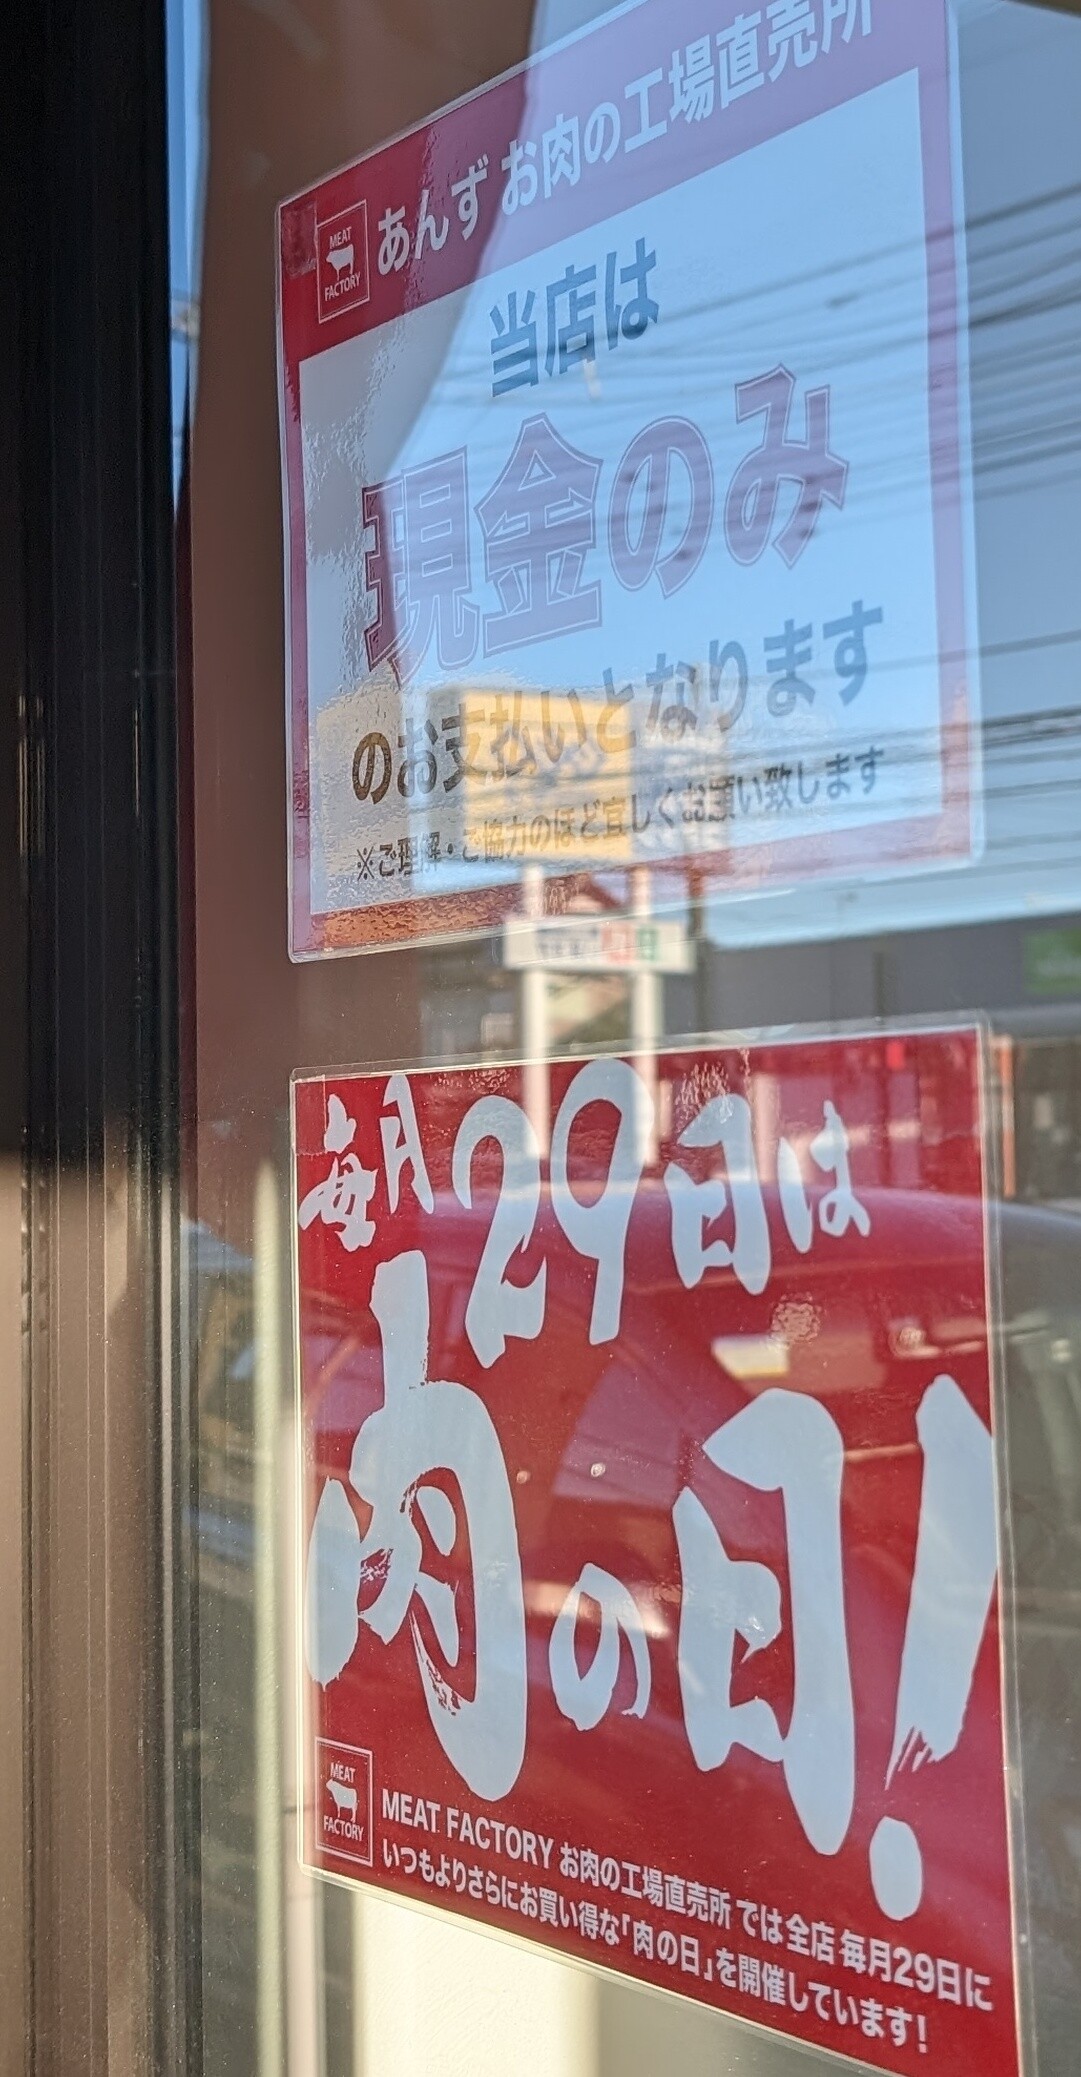 MEAT
FACTORY
あんず お肉の工場直売所
当店は
現金のみ
のお支払いとなります
※ご理解・ご協力のほど宜しくお願い致します
毎月29日は
肉の日!
MEAT
FACTORY
MEAT FACTORY お肉の工場直売所 では全店 毎月29日に
いつもよりさらにお買い得な「肉の日」を開催しています!